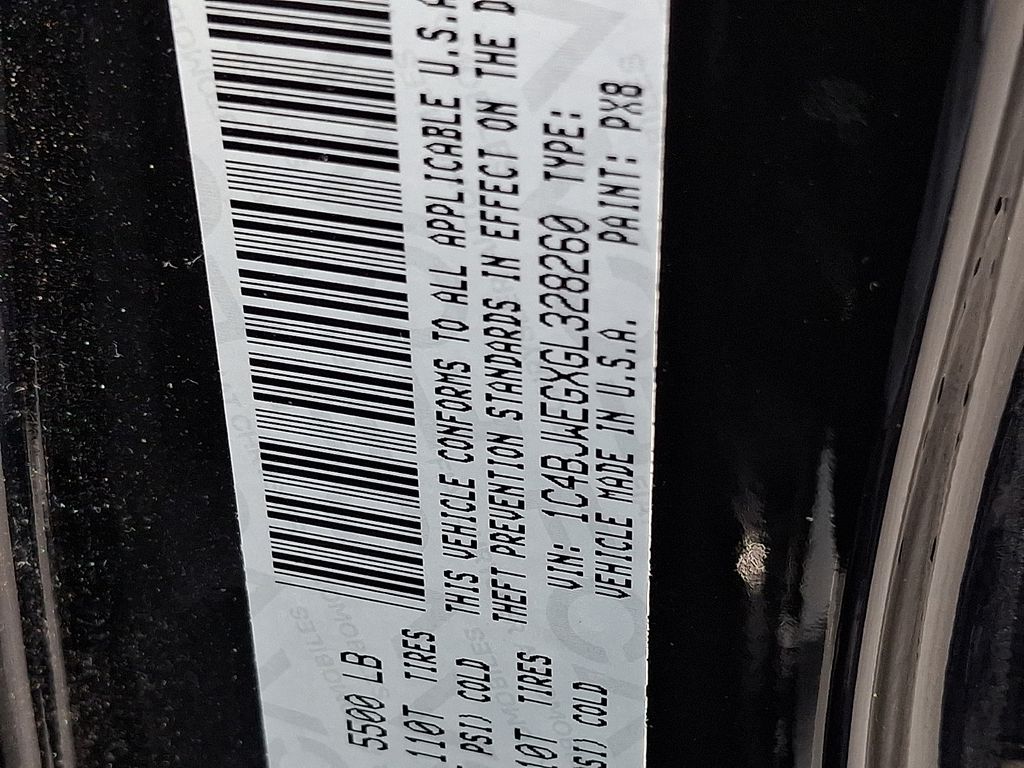 5500 LB
110T TIRES
PSI) COLD
10T TIRES
PSI) COLD
THIS VEHICLE CONFORMS TO ALL APPLICABLE U.S.A
THEFT PREVENTION STANDARDS IN EFFECT ON THE D
VIN: 1C4BJWEGXGL328260 TYPE:
VEHICLE MADE IN U.S.A. PAINT: PX8